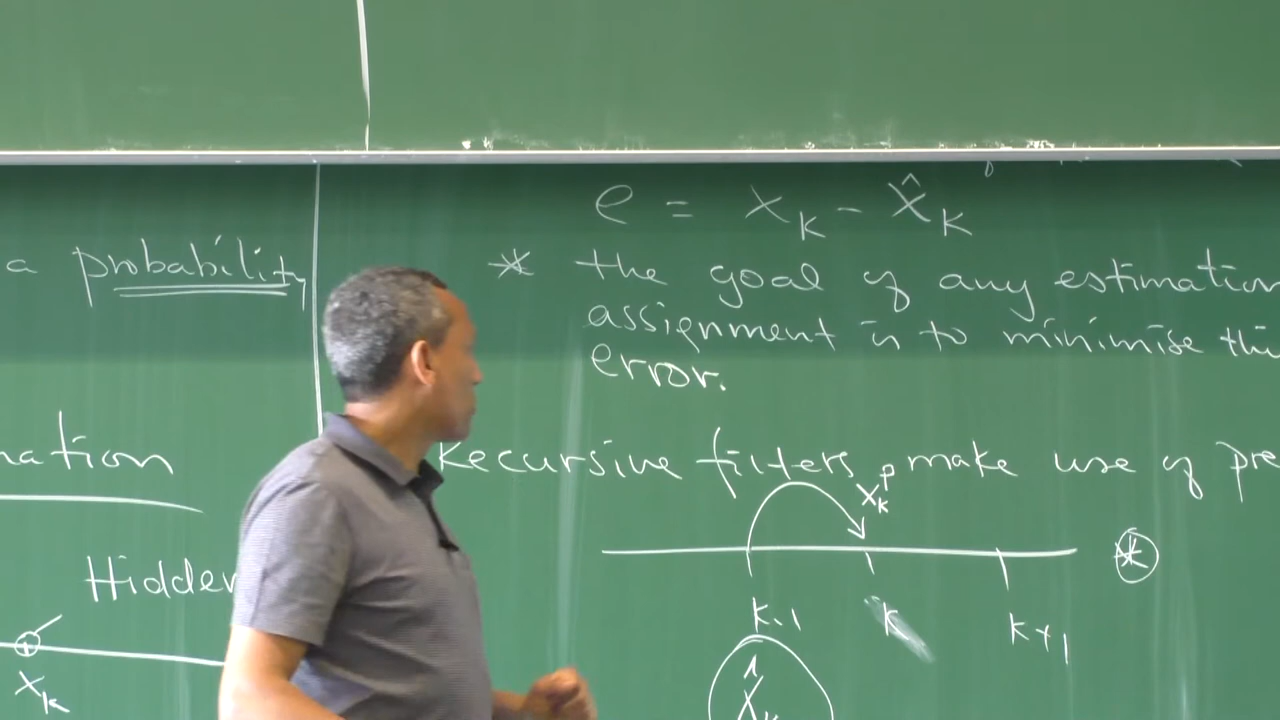 a probability
nation
Hidden
x_k
e = x_k - x̂_k
* the goal of any estimation
assignment is to minimise this
error.
Recursive filters make use of pre
x_k^p
k-1 k k+1
*
x̂_k